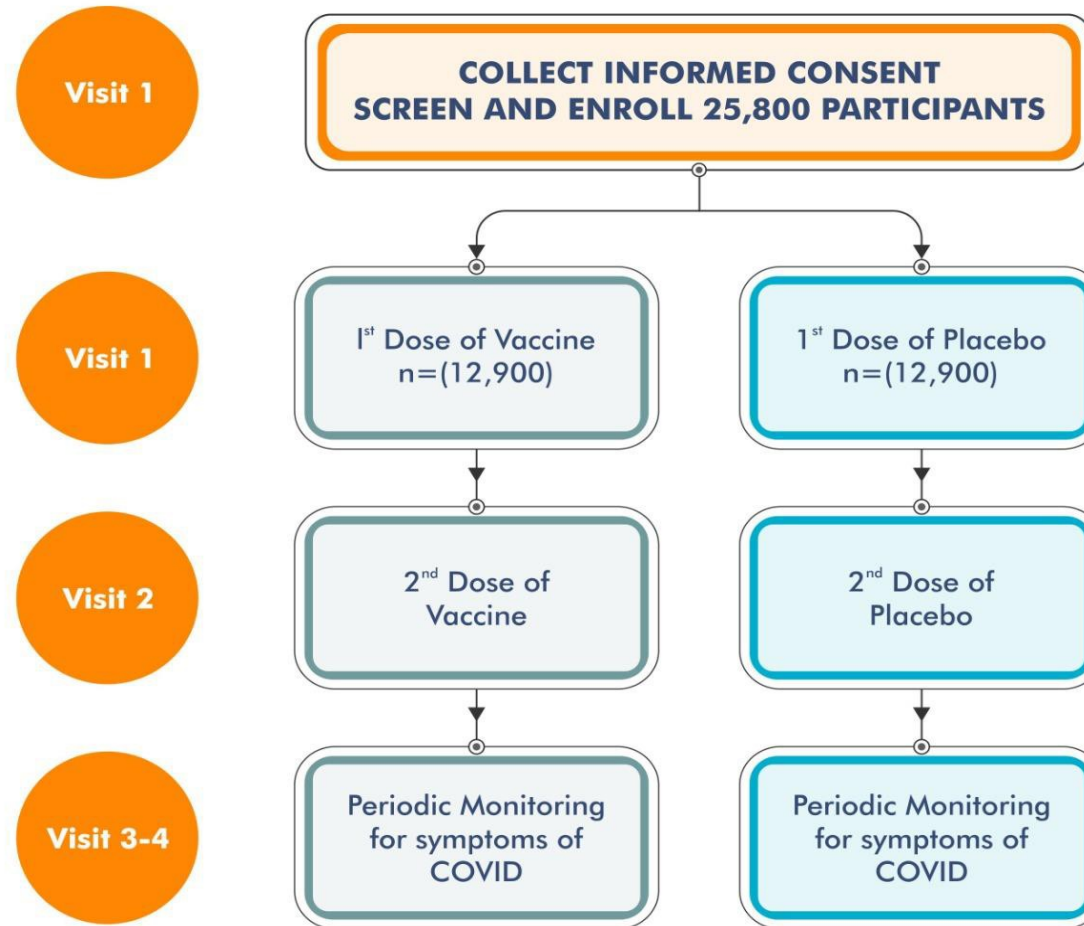 Visit 1
COLLECT INFORMED CONSENT
SCREEN AND ENROLL 25,800 PARTICIPANTS
Visit 1
Iˢᵗ Dose of Vaccine
n=(12,900)
1ˢᵗ Dose of Placebo
n=(12,900)
Visit 2
2ⁿᵈ Dose of
Vaccine
2ⁿᵈ Dose of
Placebo
Visit 3-4
Periodic Monitoring
for symptoms of
COVID
Periodic Monitoring
for symptoms of
COVID